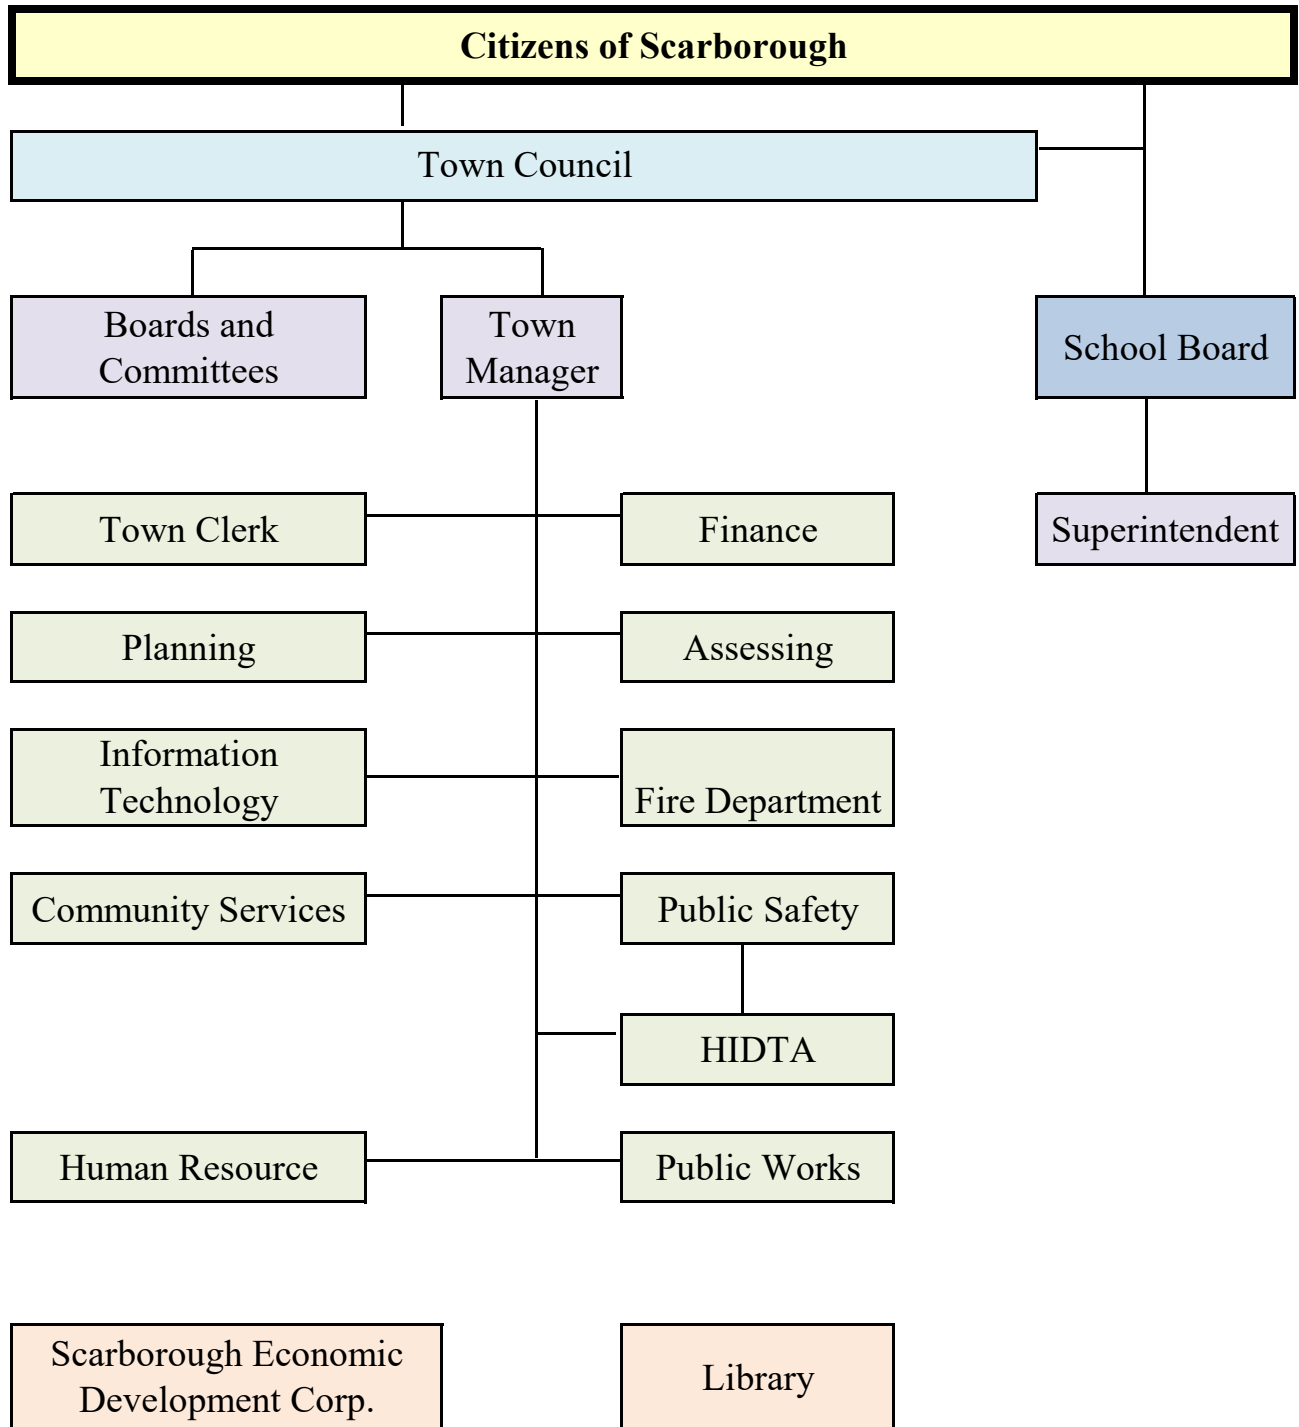 Citizens of Scarborough
Town Council
Boards and
Committees
Town
Manager
School Board
Town Clerk
Finance
Superintendent
Planning
Assessing
Information
Technology
Fire Department
Community Services
Public Safety
HIDTA
Human Resource
Public Works
Scarborough Economic
Development Corp.
Library